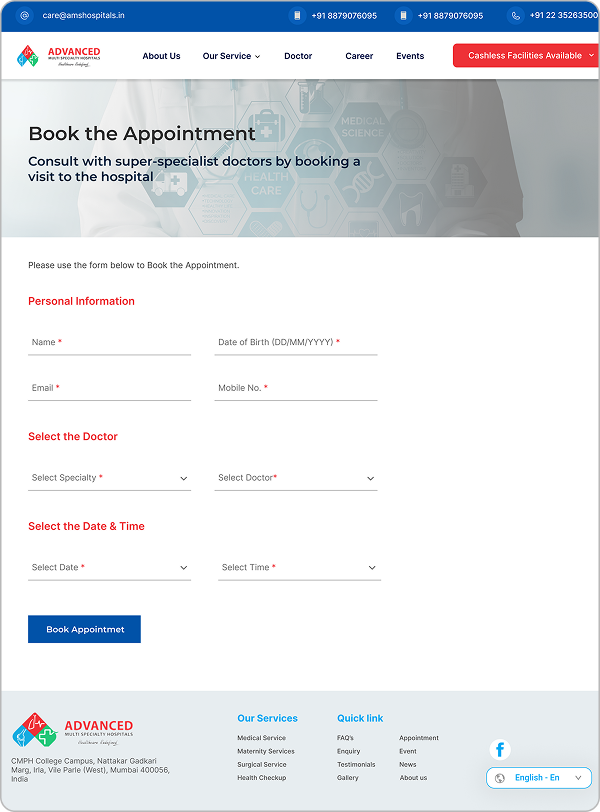 care@amshospitals.in
+91 8879076095
+91 8879076095
+91 22 35263500
ADVANCED
MULTI SPECIALTY HOSPITALS
Healthcare Redefined
About Us
Our Service
Doctor
Career
Events
Cashless Facilities Available
Book the Appointment
Consult with super-specialist doctors by booking a
visit to the hospital
MEDICAL
SCIENCE
HEALTH
CARE
Please use the form below to Book the Appointment.
Personal Information
Name *
Date of Birth (DD/MM/YYYY) *
Email *
Mobile No. *
Select the Doctor
Select Specialty *
Select Doctor*
Select the Date & Time
Select Date *
Select Time *
Book Appointmet
ADVANCED
MULTI SPECIALTY HOSPITALS
CMPH College Campus, Nattakar Gadkari
Marg, Irla, Vile Parle (West), Mumbai 400056,
India
Our Services
Medical Service
Maternity Services
Surgical Service
Health Checkup
Quick link
FAQ's
Enquiry
Testimonials
Gallery
Appointment
Event
News
About us
English - En